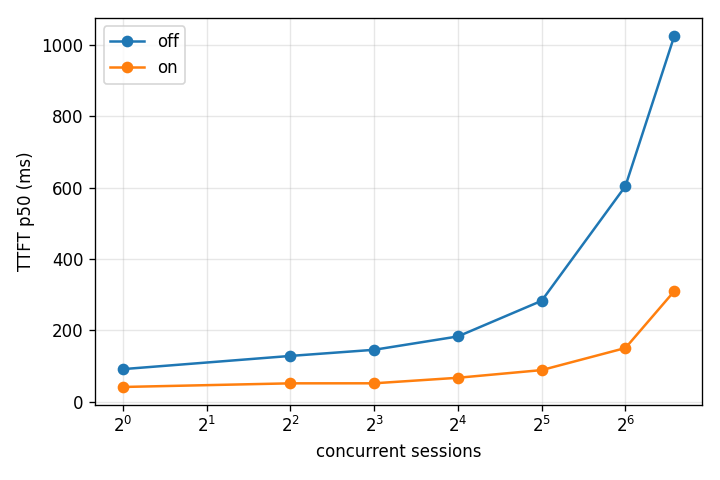 off
on
1000
800
600
400
200
0
TTFT p50 (ms)
2⁰ 2¹ 2² 2³ 2⁴ 2⁵ 2⁶
concurrent sessions